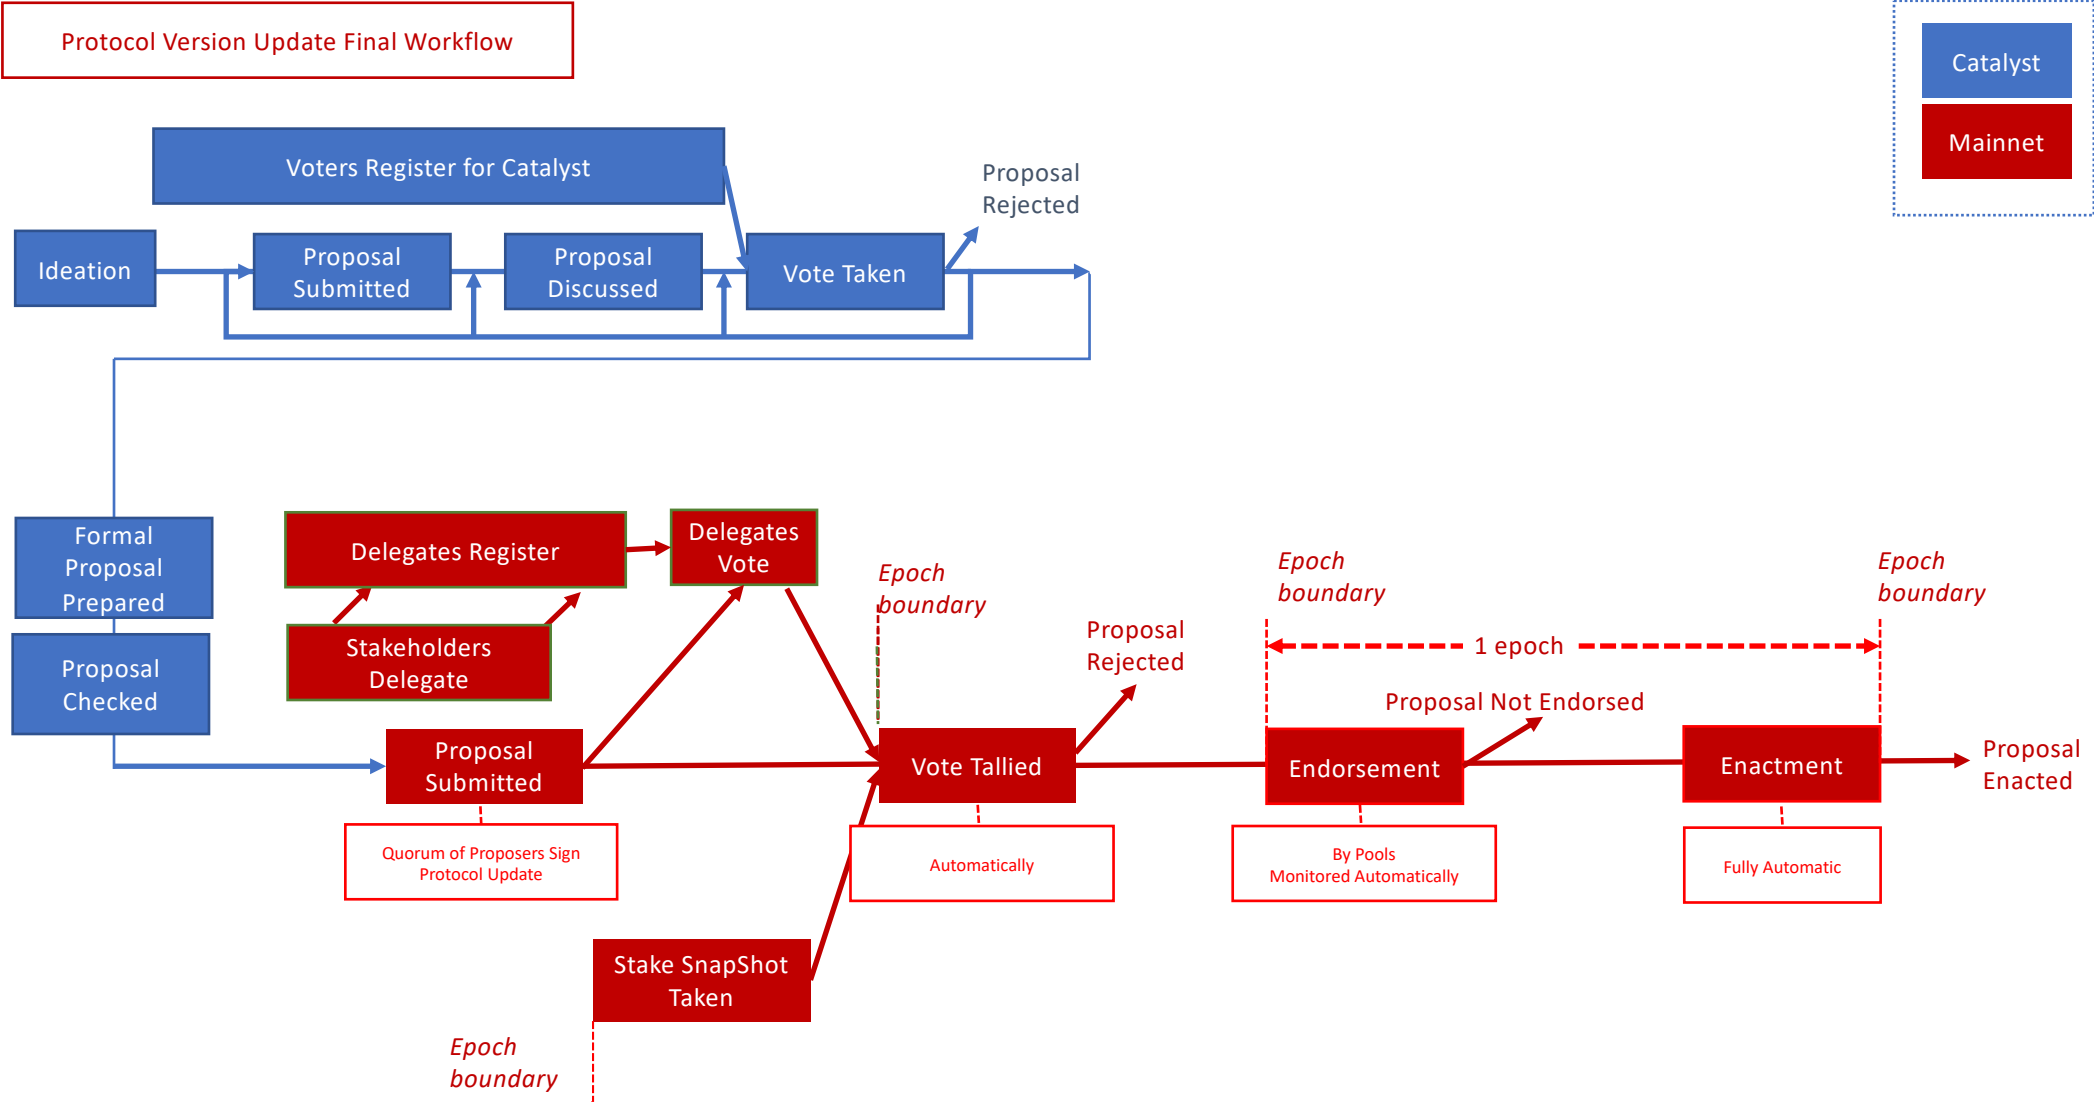 Protocol Version Update Final Workflow
Catalyst
Mainnet
Voters Register for Catalyst
Proposal
Rejected
Ideation
Proposal
Submitted
Proposal
Discussed
Vote Taken
Formal
Proposal
Prepared
Proposal
Checked
Delegates Register
Delegates
Vote
Stakeholders
Delegate
Epoch
boundary
Proposal
Rejected
Epoch
boundary
Epoch
boundary
1 epoch
Proposal Not Endorsed
Proposal
Submitted
Vote Tallied
Endorsement
Enactment
Proposal
Enacted
Quorum of Proposers Sign
Protocol Update
Automatically
By Pools
Monitored Automatically
Fully Automatic
Stake SnapShot
Taken
Epoch
boundary